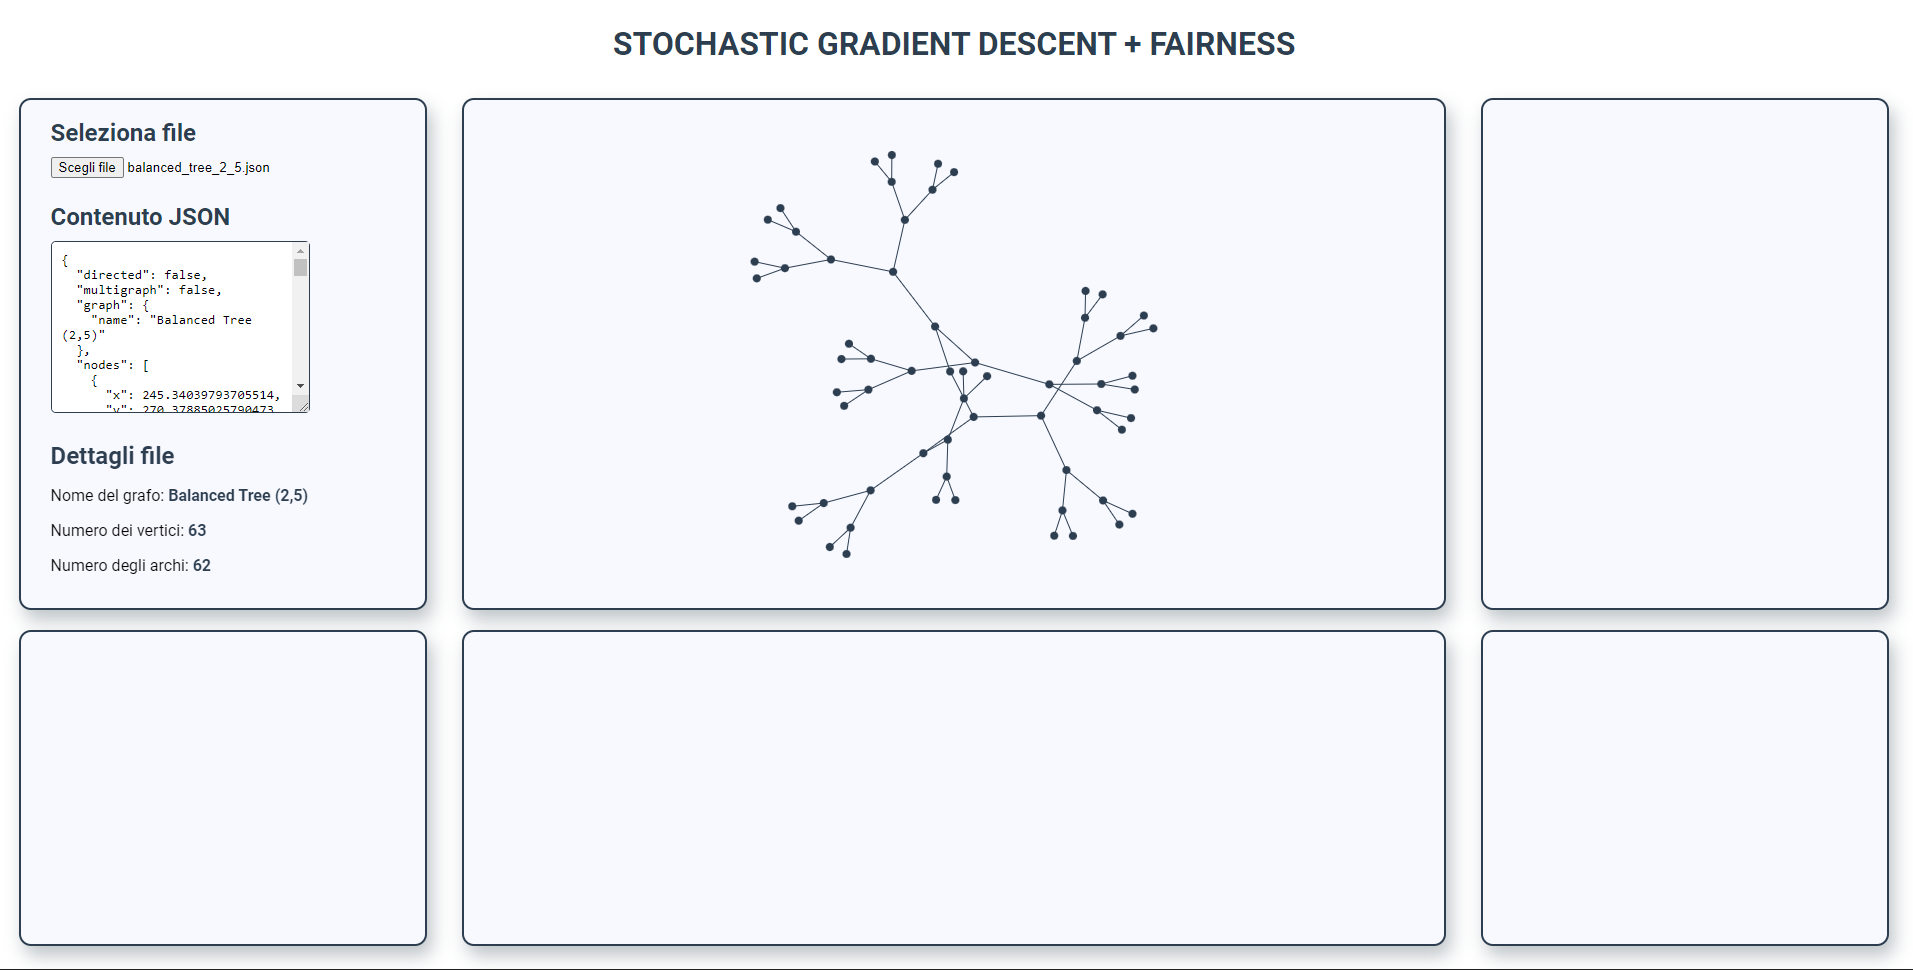 STOCHASTIC GRADIENT DESCENT + FAIRNESS
Seleziona file
Scegli file balanced_tree_2_5.json
Contenuto JSON
{
"directed": false,
"multigraph": false,
"graph": {
"name": "Balanced Tree
(2,5)"
},
"nodes": [
{
"x": 245.34039793705514,
"y": 270.37885025790473
Dettagli file
Nome del grafo: Balanced Tree (2,5)
Numero dei vertici: 63
Numero degli archi: 62